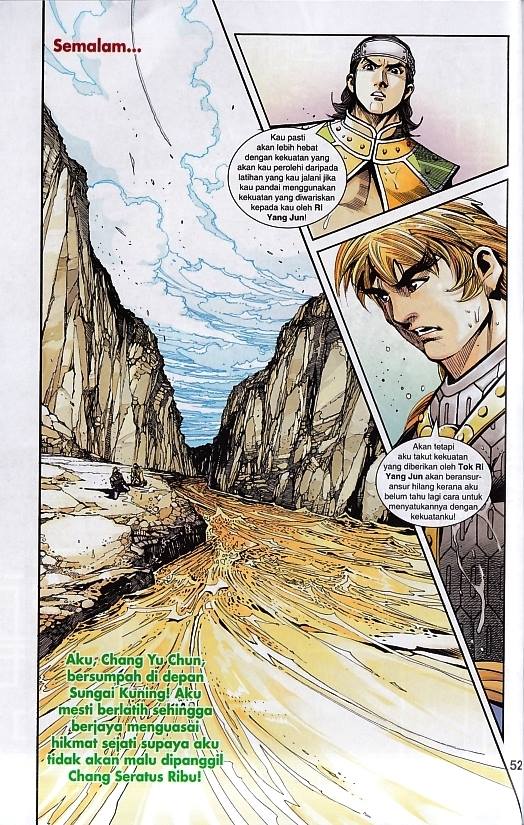 Semalam...
Kau pasti
akan lebih hebat
dengan kekuatan yang
akan kau perolehi daripada
latihan yang kau jalani jika
kau pandai menggunakan
kekuatan yang diwariskan
kepada kau oleh RI
Yang Jun!
Akan tetapi
aku takut kekuatan
yang diberikan oleh Tok Ri
Yang Jun akan beransur-
ansur hilang kerana aku
belum tahu lagi cara untuk
menyatukannya dengan
kekuatanku!
Aku, Chang Yu Chun,
bersumpah di depan
Sungai Kuning! Aku
mesti berlatih sehingga
berjaya menguasai
hikmat sejati supaya aku
tidak akan malu dipanggil
Chang Seratus Ribu!
52